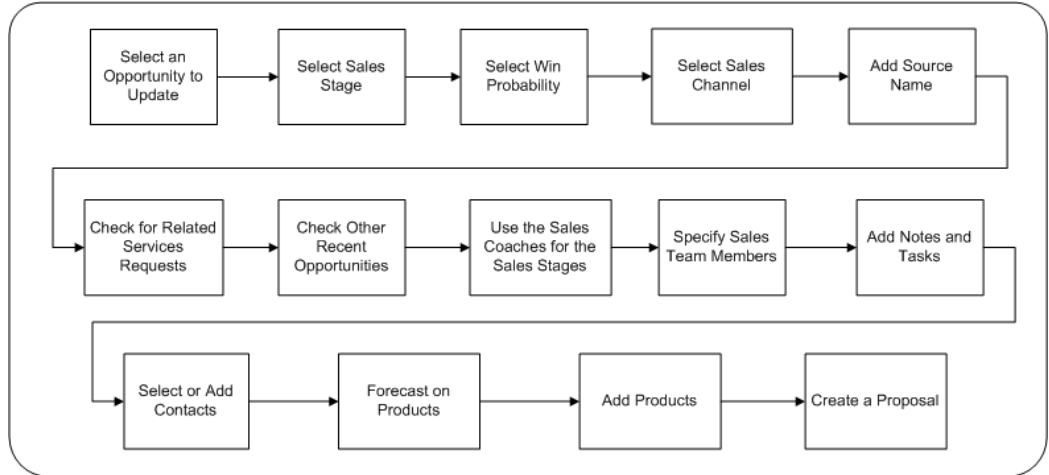 Select an
Opportunity to
Update
Select Sales
Stage
Select Win
Probability
Select Sales
Channel
Add Source
Name
Check for Related
Services
Requests
Check Other
Recent
Opportunities
Use the Sales
Coaches for the
Sales Stages
Specify Sales
Team Members
Add Notes and
Tasks
Select or Add
Contacts
Forecast on
Products
Add Products
Create a Proposal